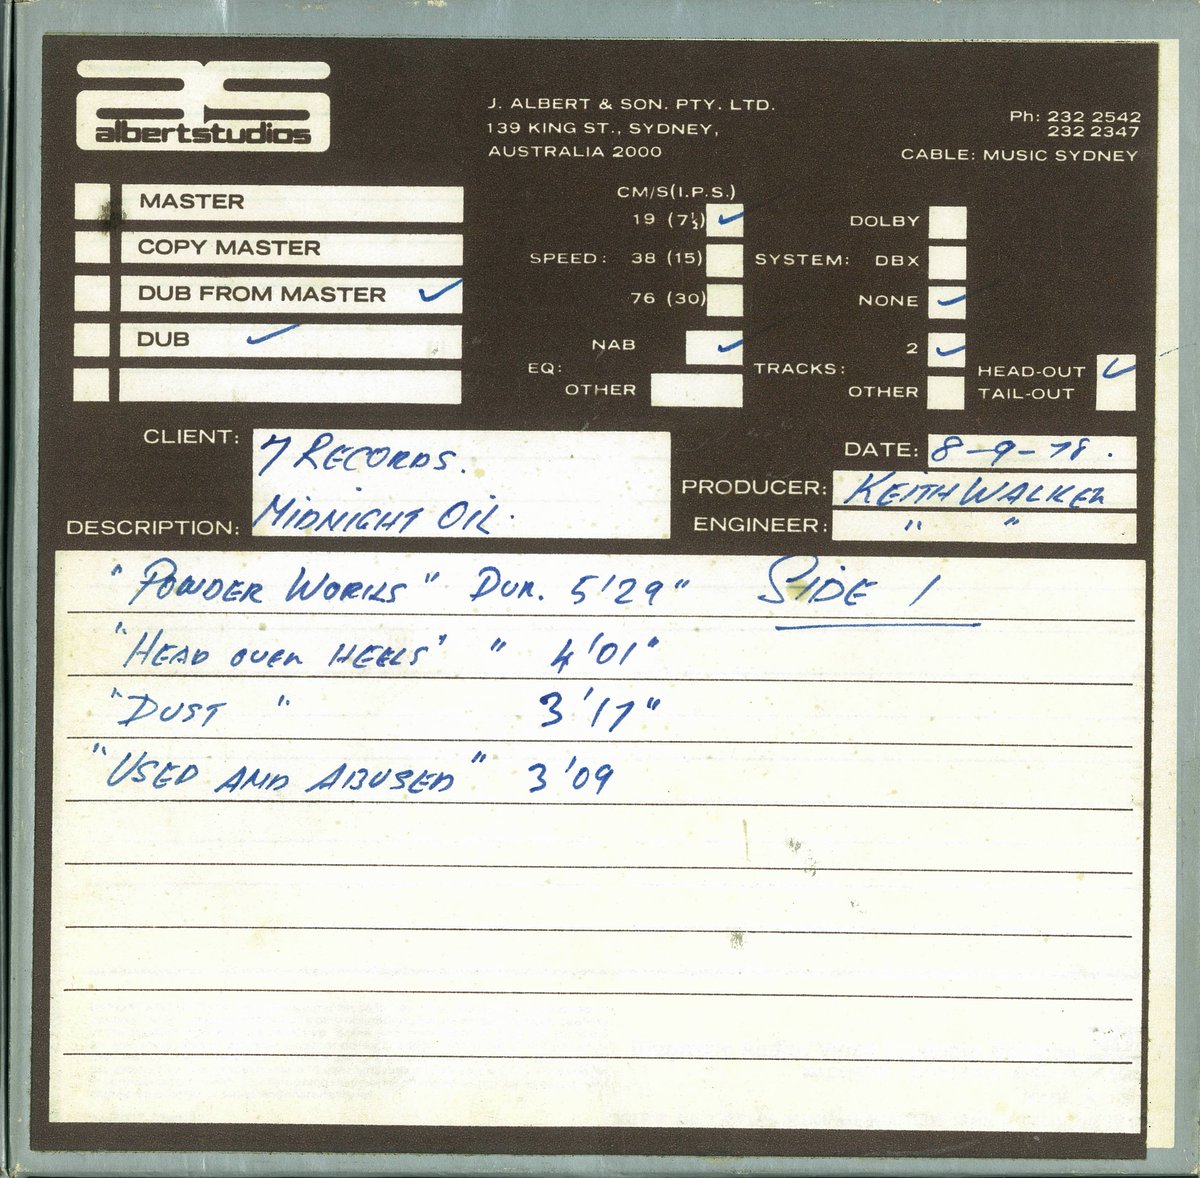 albertstudios
J. ALBERT & SON. PTY. LTD.
139 KING ST., SYDNEY,
AUSTRALIA 2000
Ph: 232 2542
232 2347
CABLE: MUSIC SYDNEY
MASTER
COPY MASTER
DUB FROM MASTER ✓
DUB ✓
CM/S(I.P.S.)
19 (7½) ✓
SPEED: 38 (15)
76 (30)
NAB ✓
EQ:
OTHER
DOLBY
SYSTEM: DBX
NONE ✓
2 ✓
TRACKS:
OTHER
HEAD-OUT ✓
TAIL-OUT
CLIENT: 7 RECORDS.
DESCRIPTION: MIDNIGHT OIL.
DATE: 8-9-78.
PRODUCER: KEITH WALKER
ENGINEER: " "
"POWDER WORKS" DUR. 5'29" SIDE 1
"HEAD OVER HEELS" " 4'01"
"DUST " 3'17"
"USED AND ABUSED" 3'09